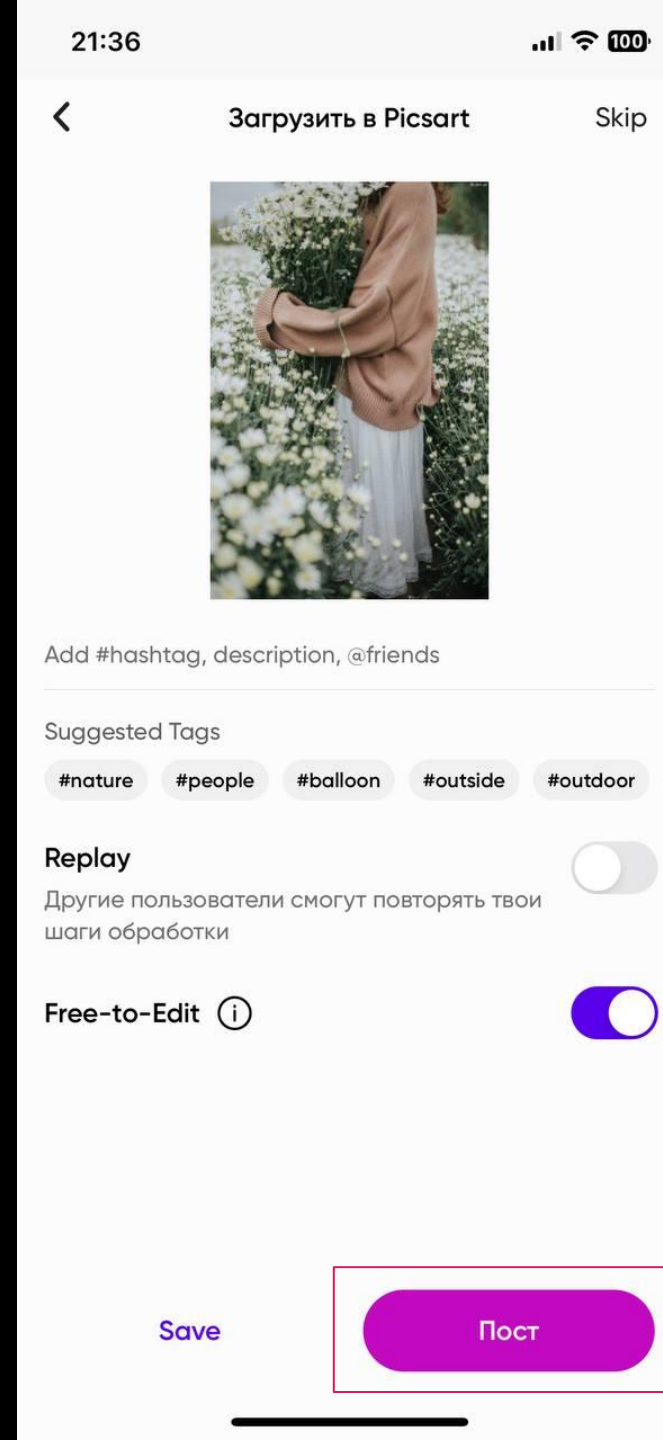 21:36
100
Загрузить в Picsart
Skip
Add #hashtag, description, @friends
Suggested Tags
#nature #people #balloon #outside #outdoor
Replay
Другие пользователи смогут повторять твои
шаги обработки
Free-to-Edit
Save
Пост